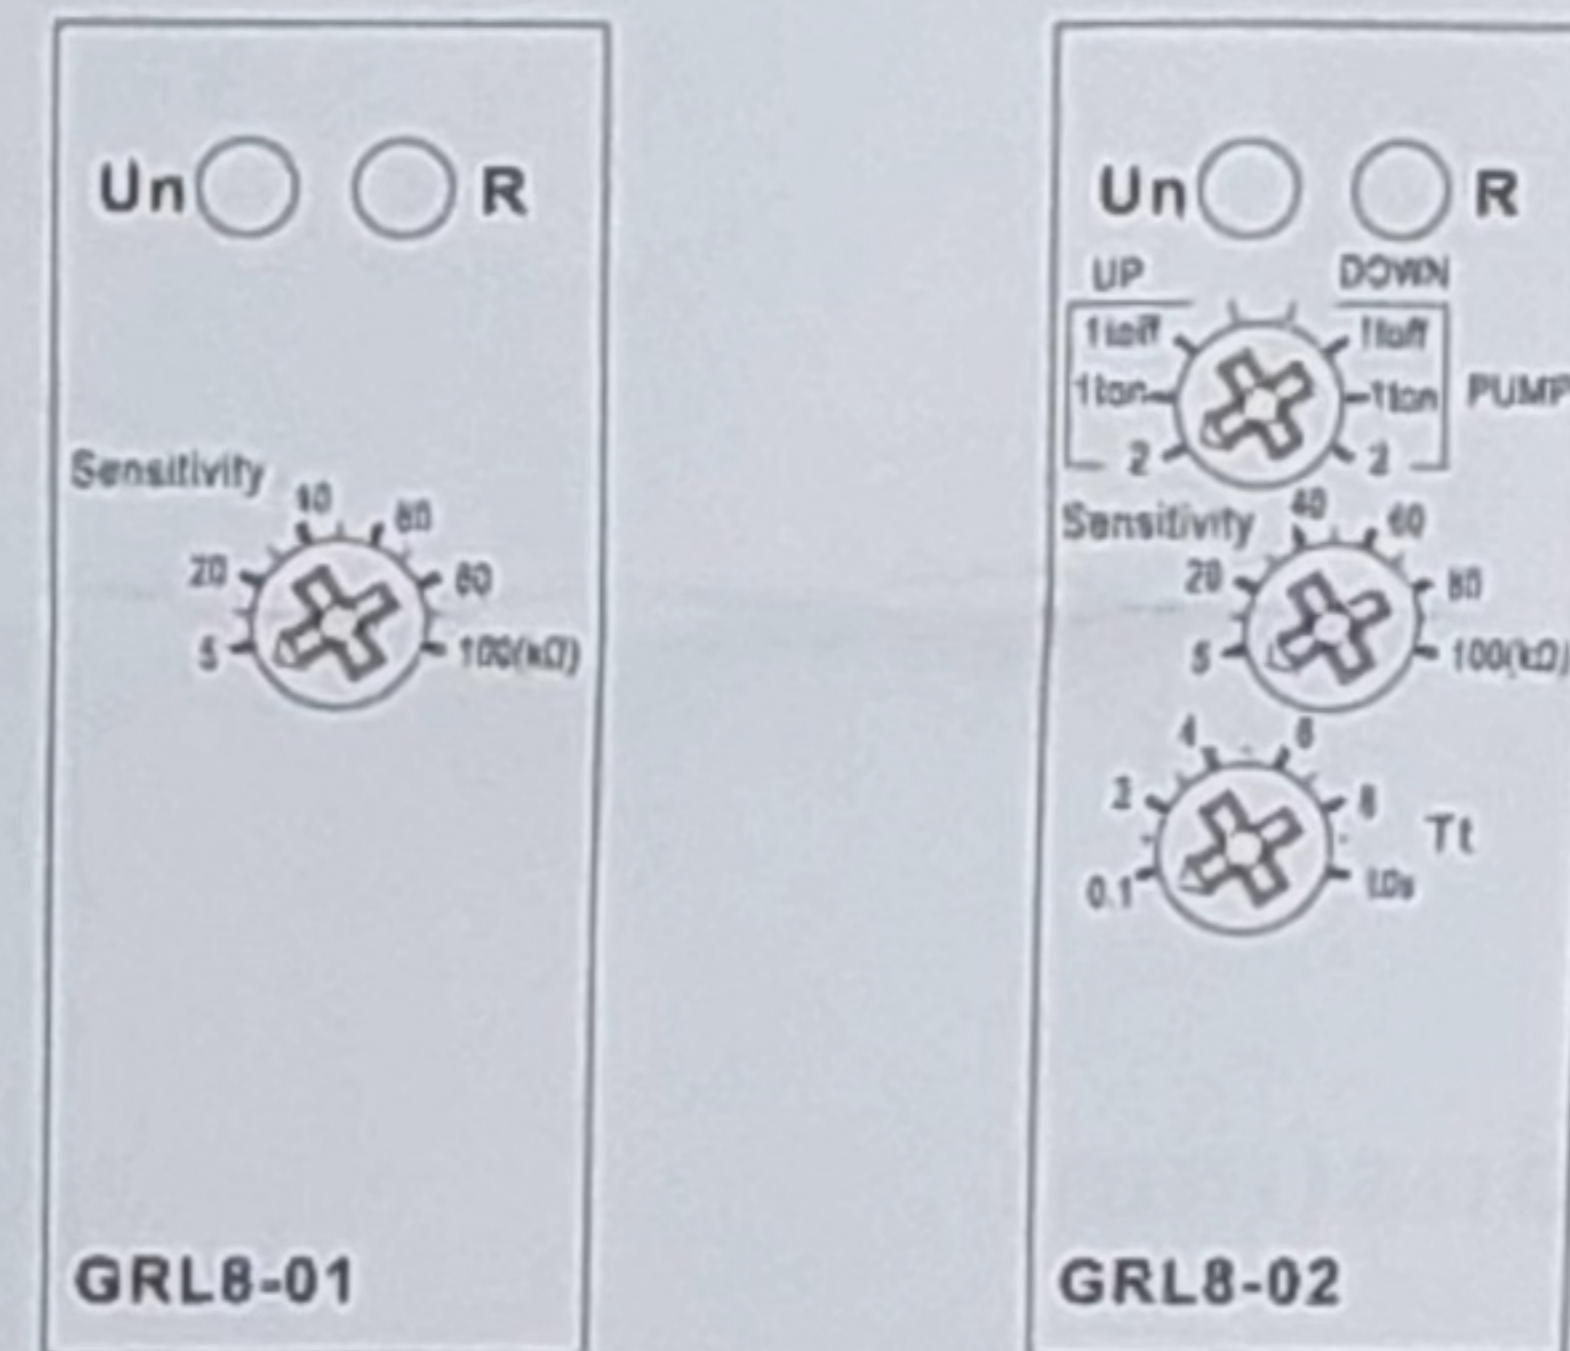 Un R
Sensitivity
40 60
20 80
5 100(kΩ)
GRL8-01
Un R
UP DOWN
1toff 1toff
1ton 1ton PUMP
2 2
Sensitivity 40 60
20 80
5 100(kΩ)
4 6
2 8 Tt
0.1 10s
GRL8-02